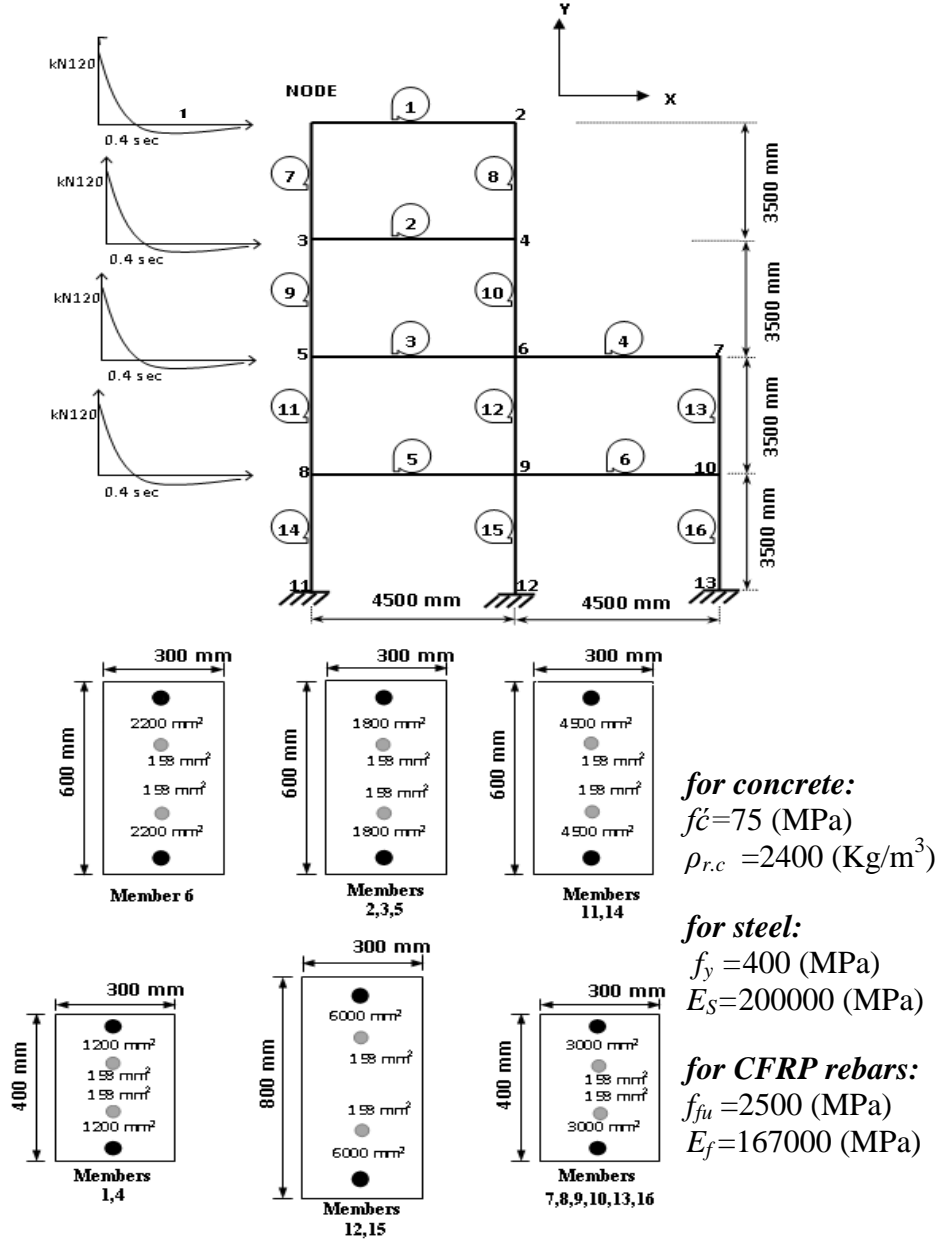 Y
X
kN120
1
0.4 sec
NODE
1
2
7
8
3500 mm
kN120
0.4 sec
3
2
4
9
10
3500 mm
kN120
0.4 sec
5
3
6
4
7
11
12
13
3500 mm
kN120
0.4 sec
8
5
9
6
10
14
15
16
3500 mm
11
12
13
4500 mm
4500 mm
300 mm
600 mm
2200 mm²
158 mm²
158 mm²
2200 mm²
Member 6
300 mm
600 mm
1800 mm²
158 mm²
158 mm²
1800 mm²
Members
2,3,5
300 mm
600 mm
4500 mm²
158 mm²
158 mm²
4500 mm²
Members
11,14
for concrete:
fć=75 (MPa)
ρr.c =2400 (Kg/m³)
for steel:
fy =400 (MPa)
ES=200000 (MPa)
for CFRP rebars:
ffu =2500 (MPa)
Ef=167000 (MPa)
300 mm
400 mm
1200 mm²
158 mm²
158 mm²
1200 mm²
Members
1,4
300 mm
800 mm
6000 mm²
158 mm²
158 mm²
6000 mm²
Members
12,15
300 mm
400 mm
3000 mm²
158 mm²
158 mm²
3000 mm²
Members
7,8,9,10,13,16